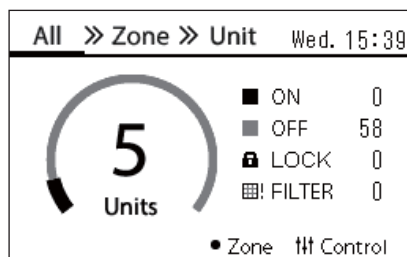 All >> Zone >> Unit Wed. 15:39
ON 0
OFF 58
5
LOCK 0
Units
! FILTER 0
● Zone Control